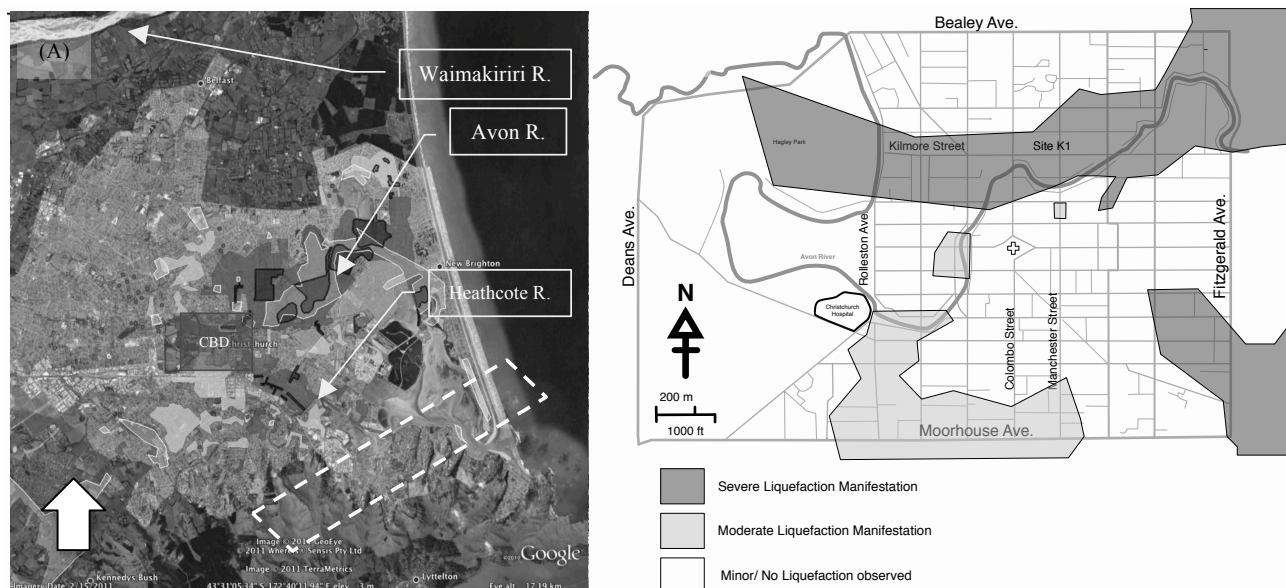 (A)
Waimakiriri R.
Belfast
Avon R.
New Brighton
Heathcote R.
CBD
hristchurch
Image © 2011 GeoEye
© 2011 Whereis® Sensis Pty Ltd
Image © 2011 TerraMetrics
©2010 Google
Kennedys Bush
Lyttelton
Imagery Date: 2/15/2011
43°31'05.34" S 172°40'11.94" E elev 3 m
Eye alt 17.19 km
Bealey Ave.
Hagley Park
Kilmore Street
Site K1
Deans Ave.
Rolleston Ave.
Avon River
Fitzgerald Ave.
Christchurch
Hospital
N
Colombo Street
Manchester Street
200 m
1000 ft
Moorhouse Ave.
Severe Liquefaction Manifestation
Moderate Liquefaction Manifestation
Minor/ No Liquefaction observed